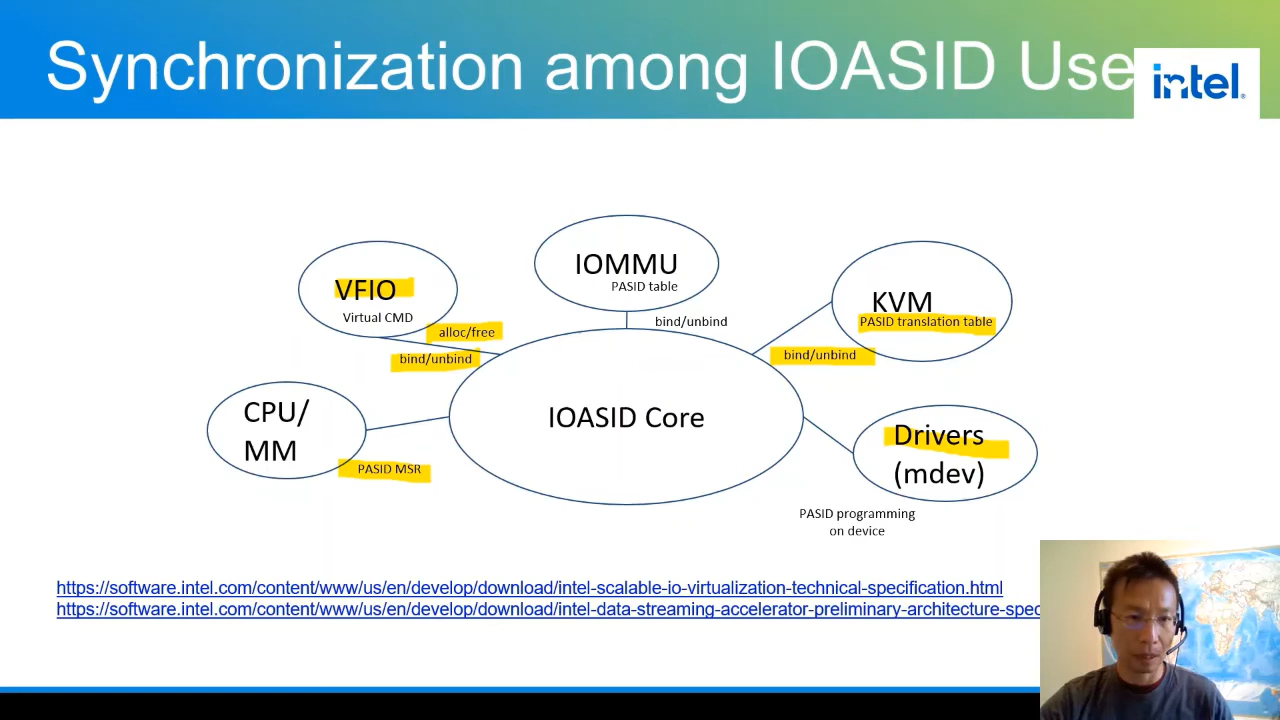 Synchronization among IOASID Use
intel
IOMMU
PASID table
VFIO
Virtual CMD
KVM
PASID translation table
alloc/free
bind/unbind
bind/unbind
bind/unbind
CPU/
MM
IOASID Core
Drivers
(mdev)
PASID MSR
PASID programming
on device
https://software.intel.com/content/www/us/en/develop/download/intel-scalable-io-virtualization-technical-specification.html
https://software.intel.com/content/www/us/en/develop/download/intel-data-streaming-accelerator-preliminary-architecture-spec